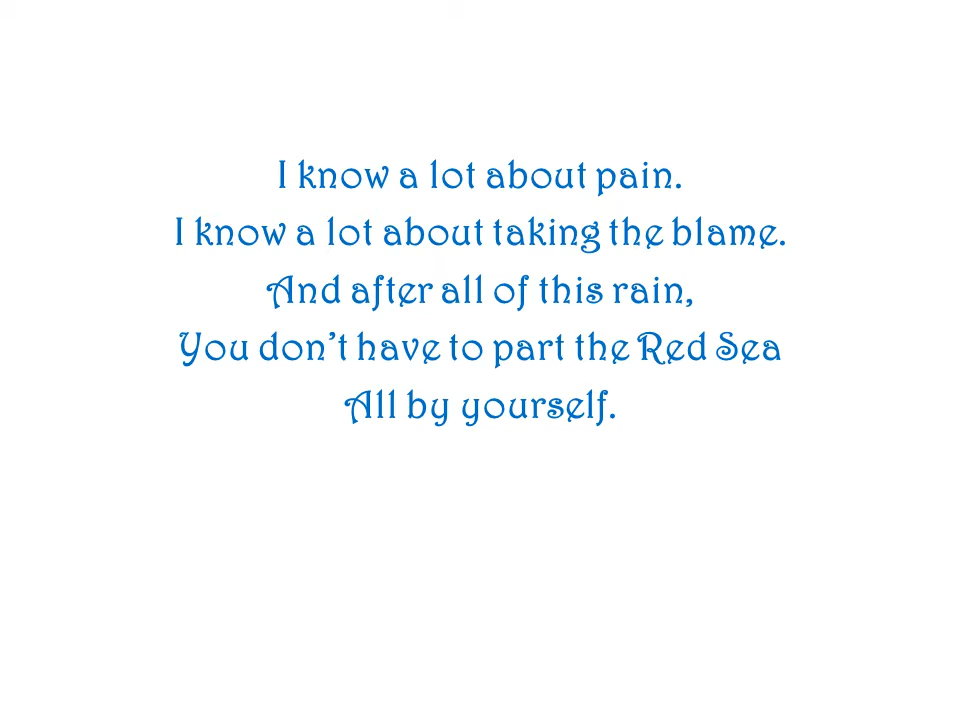 I know a lot about pain.
I know a lot about taking the blame.
And after all of this rain,
You don’t have to part the Red Sea
All by yourself.